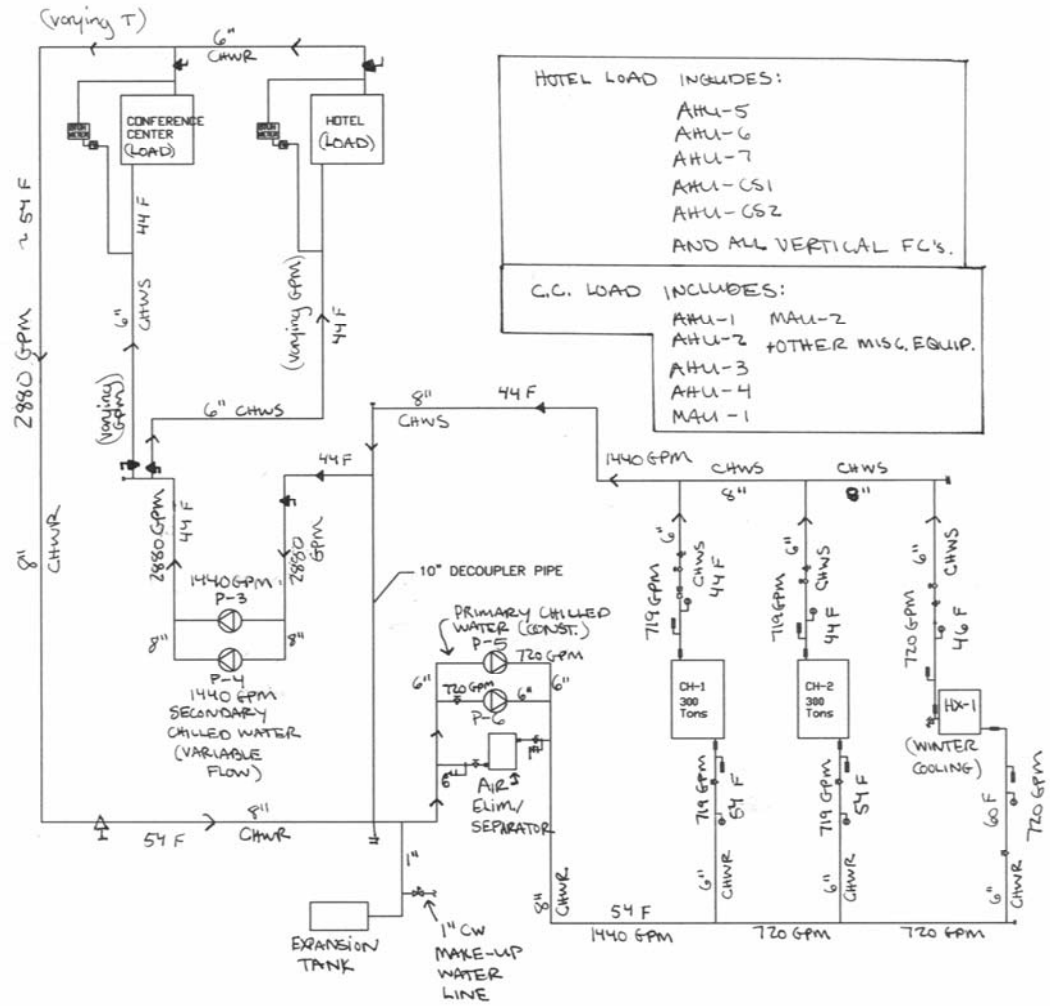 (varying T)
6"
CHWR
CONFERENCE
CENTER
(LOAD)
HOTEL
(LOAD)
BTUH
METER
BTUH
METER
~ 54 F
2880 GPM
8"
CHWR
44 F
6"
CHWS
(varying
GPM)
(varying GPM)
44 F
6" CHWS
HOTEL LOAD INCLUDES:
AHU-5
AHU-6
AHU-7
AHU-CS1
AHU-CS2
AND ALL VERTICAL FC's.
C.C. LOAD INCLUDES:
AHU-1 MAU-2
AHU-2 +OTHER MISC. EQUIP.
AHU-3
AHU-4
MAU-1
8"
CHWS
44 F
1440 GPM
CHWS
8"
CHWS
8"
44 F
2880 GPM
44 F
2880
GPM
1440 GPM
P-3
8"
8"
P-4
1440 GPM
SECONDARY
CHILLED WATER
(VARIABLE
FLOW)
10" DECOUPLER PIPE
PRIMARY CHILLED
WATER (CONST.)
P-5
720 GPM
6"
720 GPM
P-6
6"
6"
6"
AIR
ELIM./
SEPARATOR
6"
CHWS
719 GPM
44 F
6"
CHWS
719 GPM
44 F
6"
CHWS
720 GPM
46 F
CH-1
300
Tons
CH-2
300
Tons
HX-1
(WINTER
COOLING)
719 GPM
54 F
719 GPM
54 F
60 F
720 GPM
6"
CHWR
6"
CHWR
6"
CHWR
54 F
8"
CHWR
1"
8"
CHWR
54 F
1440 GPM
720 GPM
720 GPM
EXPANSION
TANK
1" CW
MAKE-UP
WATER
LINE